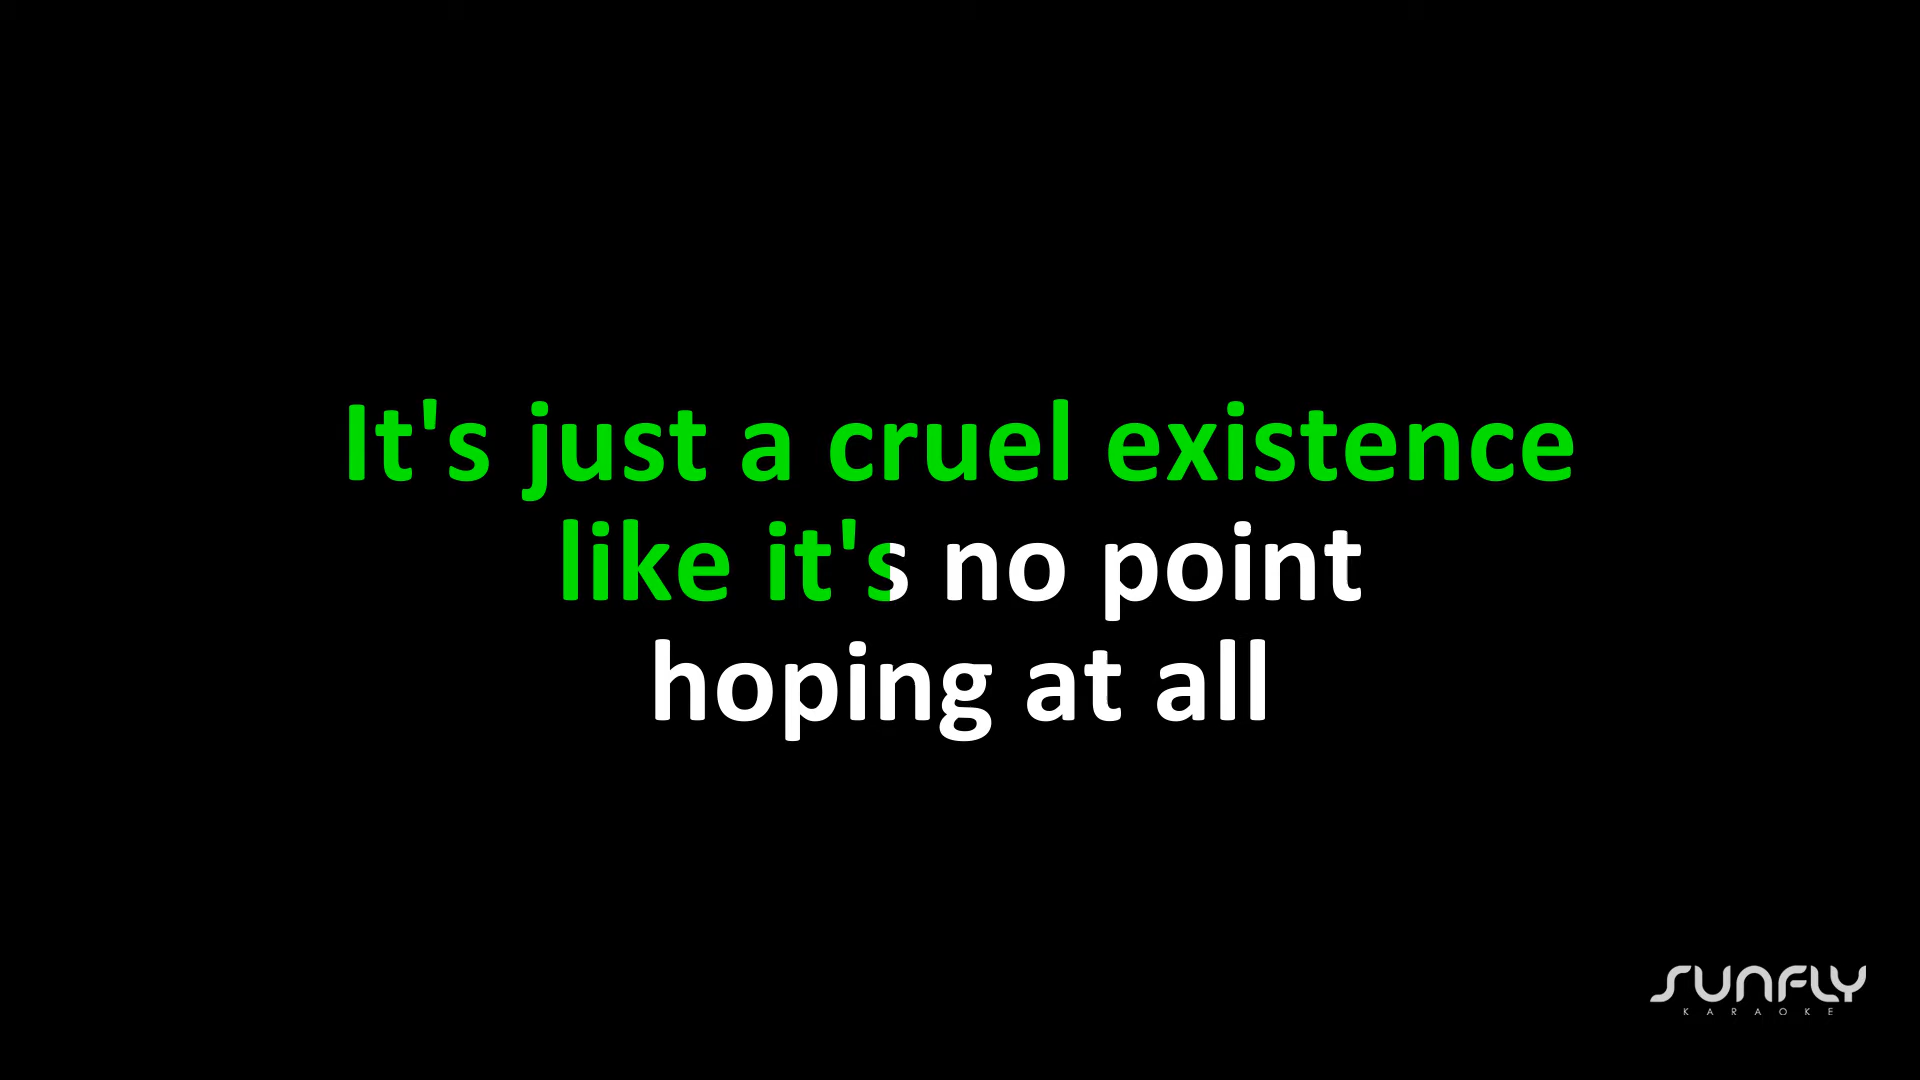 It's just a cruel existence
like it's no point
hoping at all
SUNFLY
KARAOKE